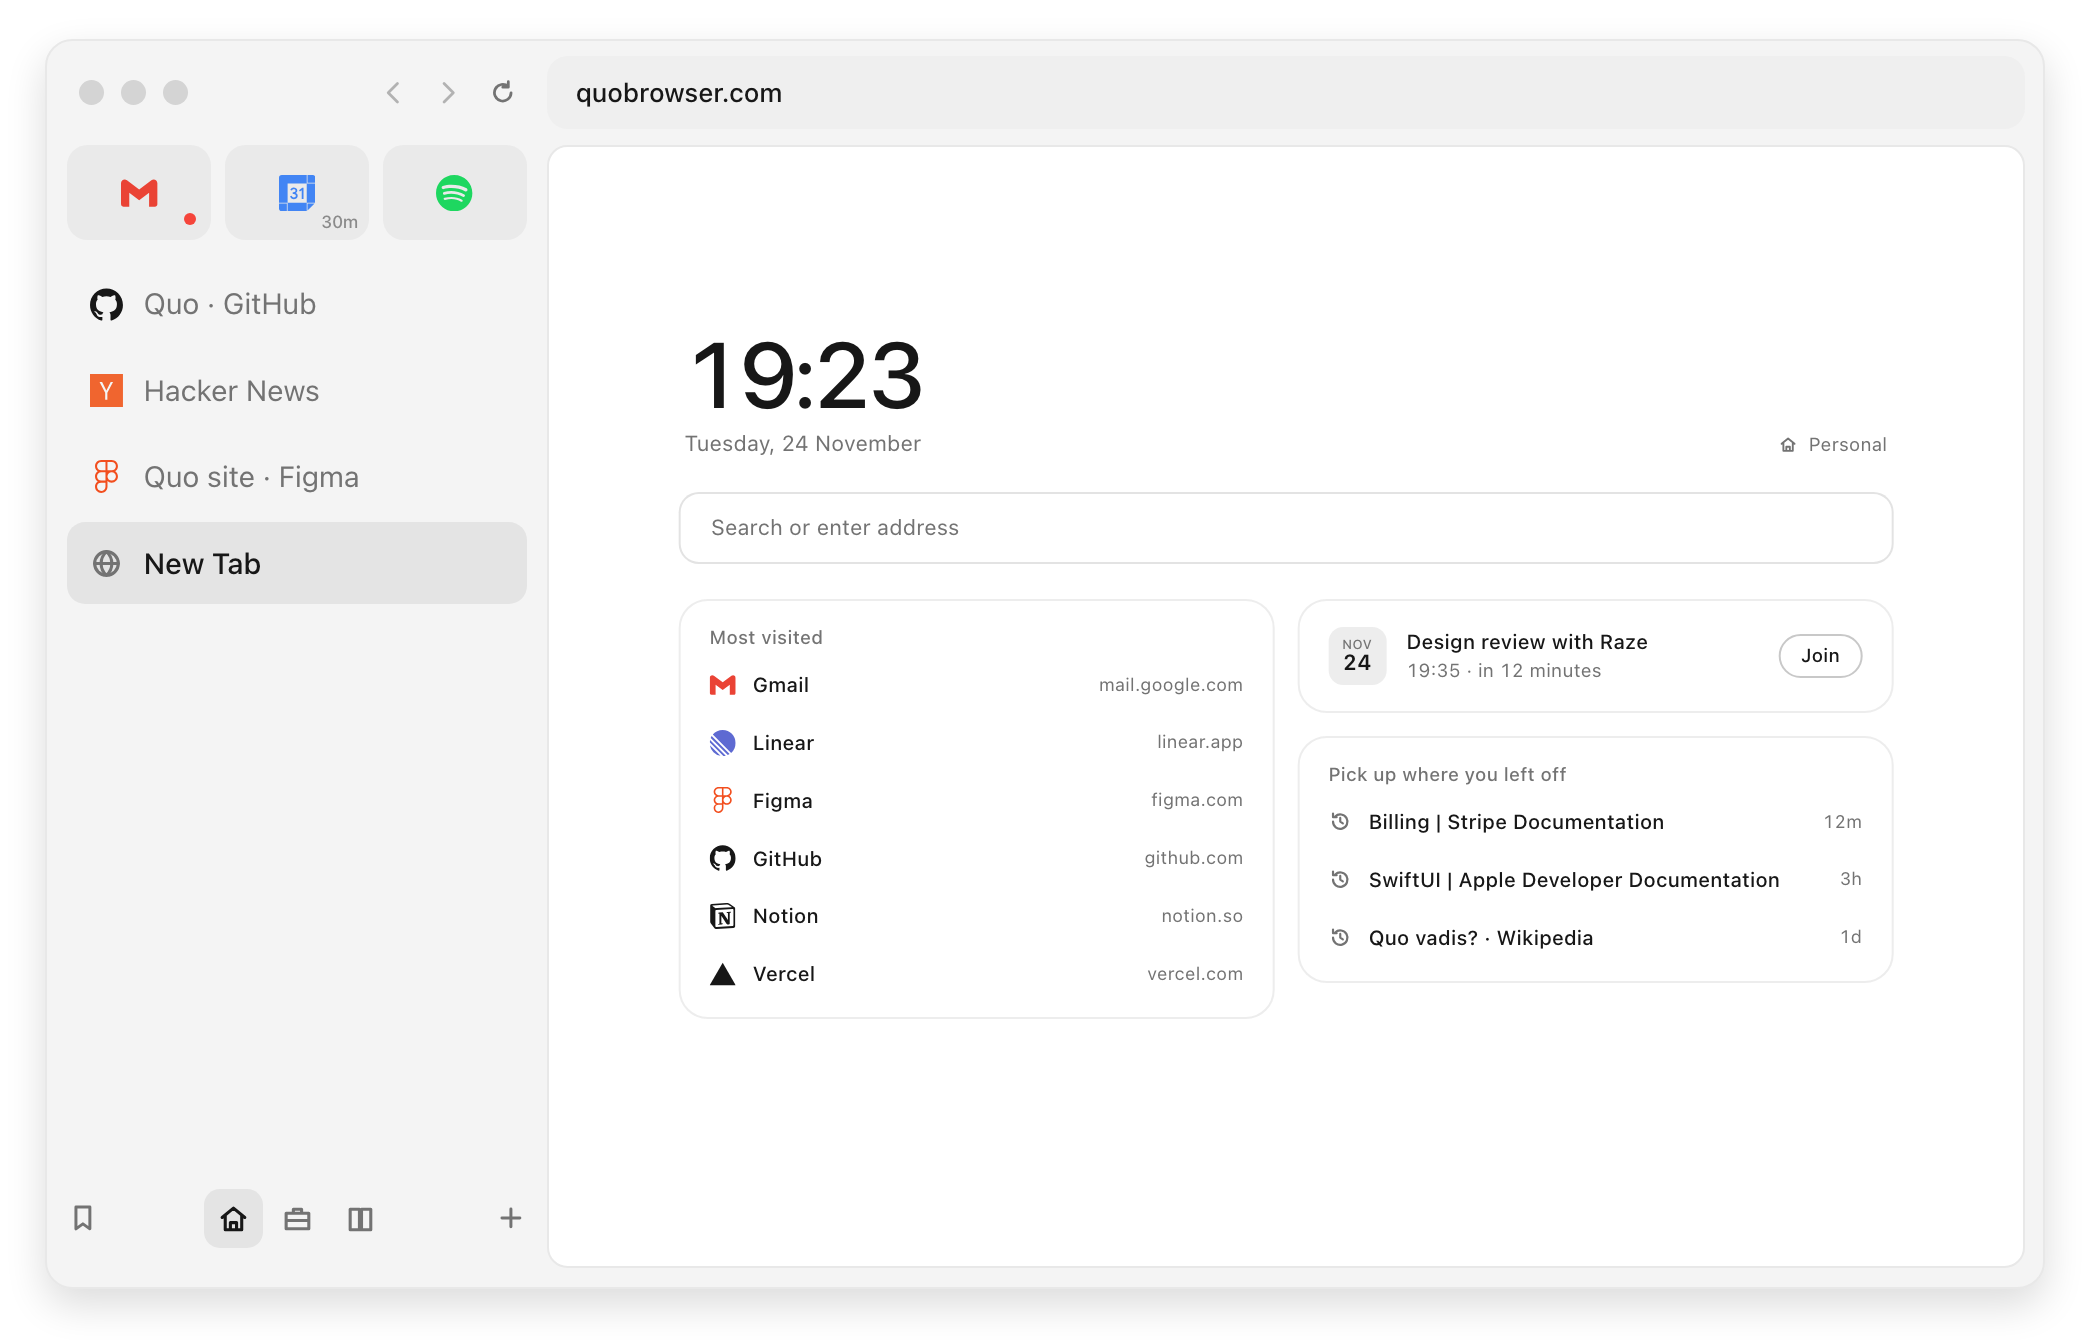 quobrowser.com
31
30m
Quo · GitHub
Y
Hacker News
Quo site · Figma
New Tab
19:23
Tuesday, 24 November
Personal
Search or enter address
Most visited
Gmail mail.google.com
Linear linear.app
Figma figma.com
GitHub github.com
N
Notion notion.so
Vercel vercel.com
NOV
24
Design review with Raze
19:35 · in 12 minutes
Join
Pick up where you left off
Billing | Stripe Documentation 12m
SwiftUI | Apple Developer Documentation 3h
Quo vadis? · Wikipedia 1d